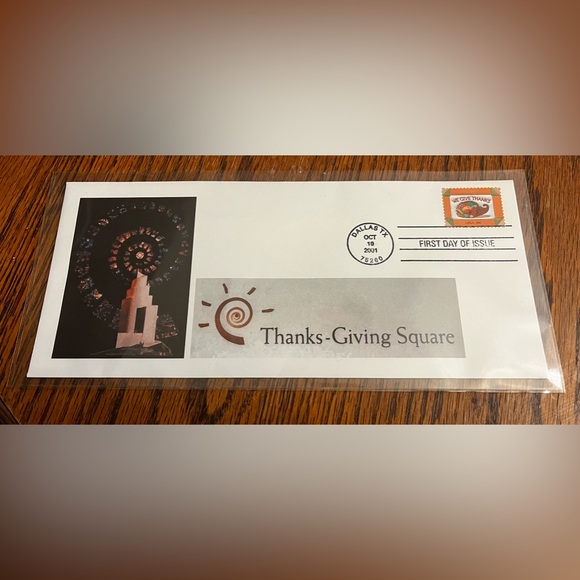 WE GIVE THANKS
DALLAS TX
OCT
19
2001
75260
FIRST DAY OF ISSUE
Thanks-Giving Square